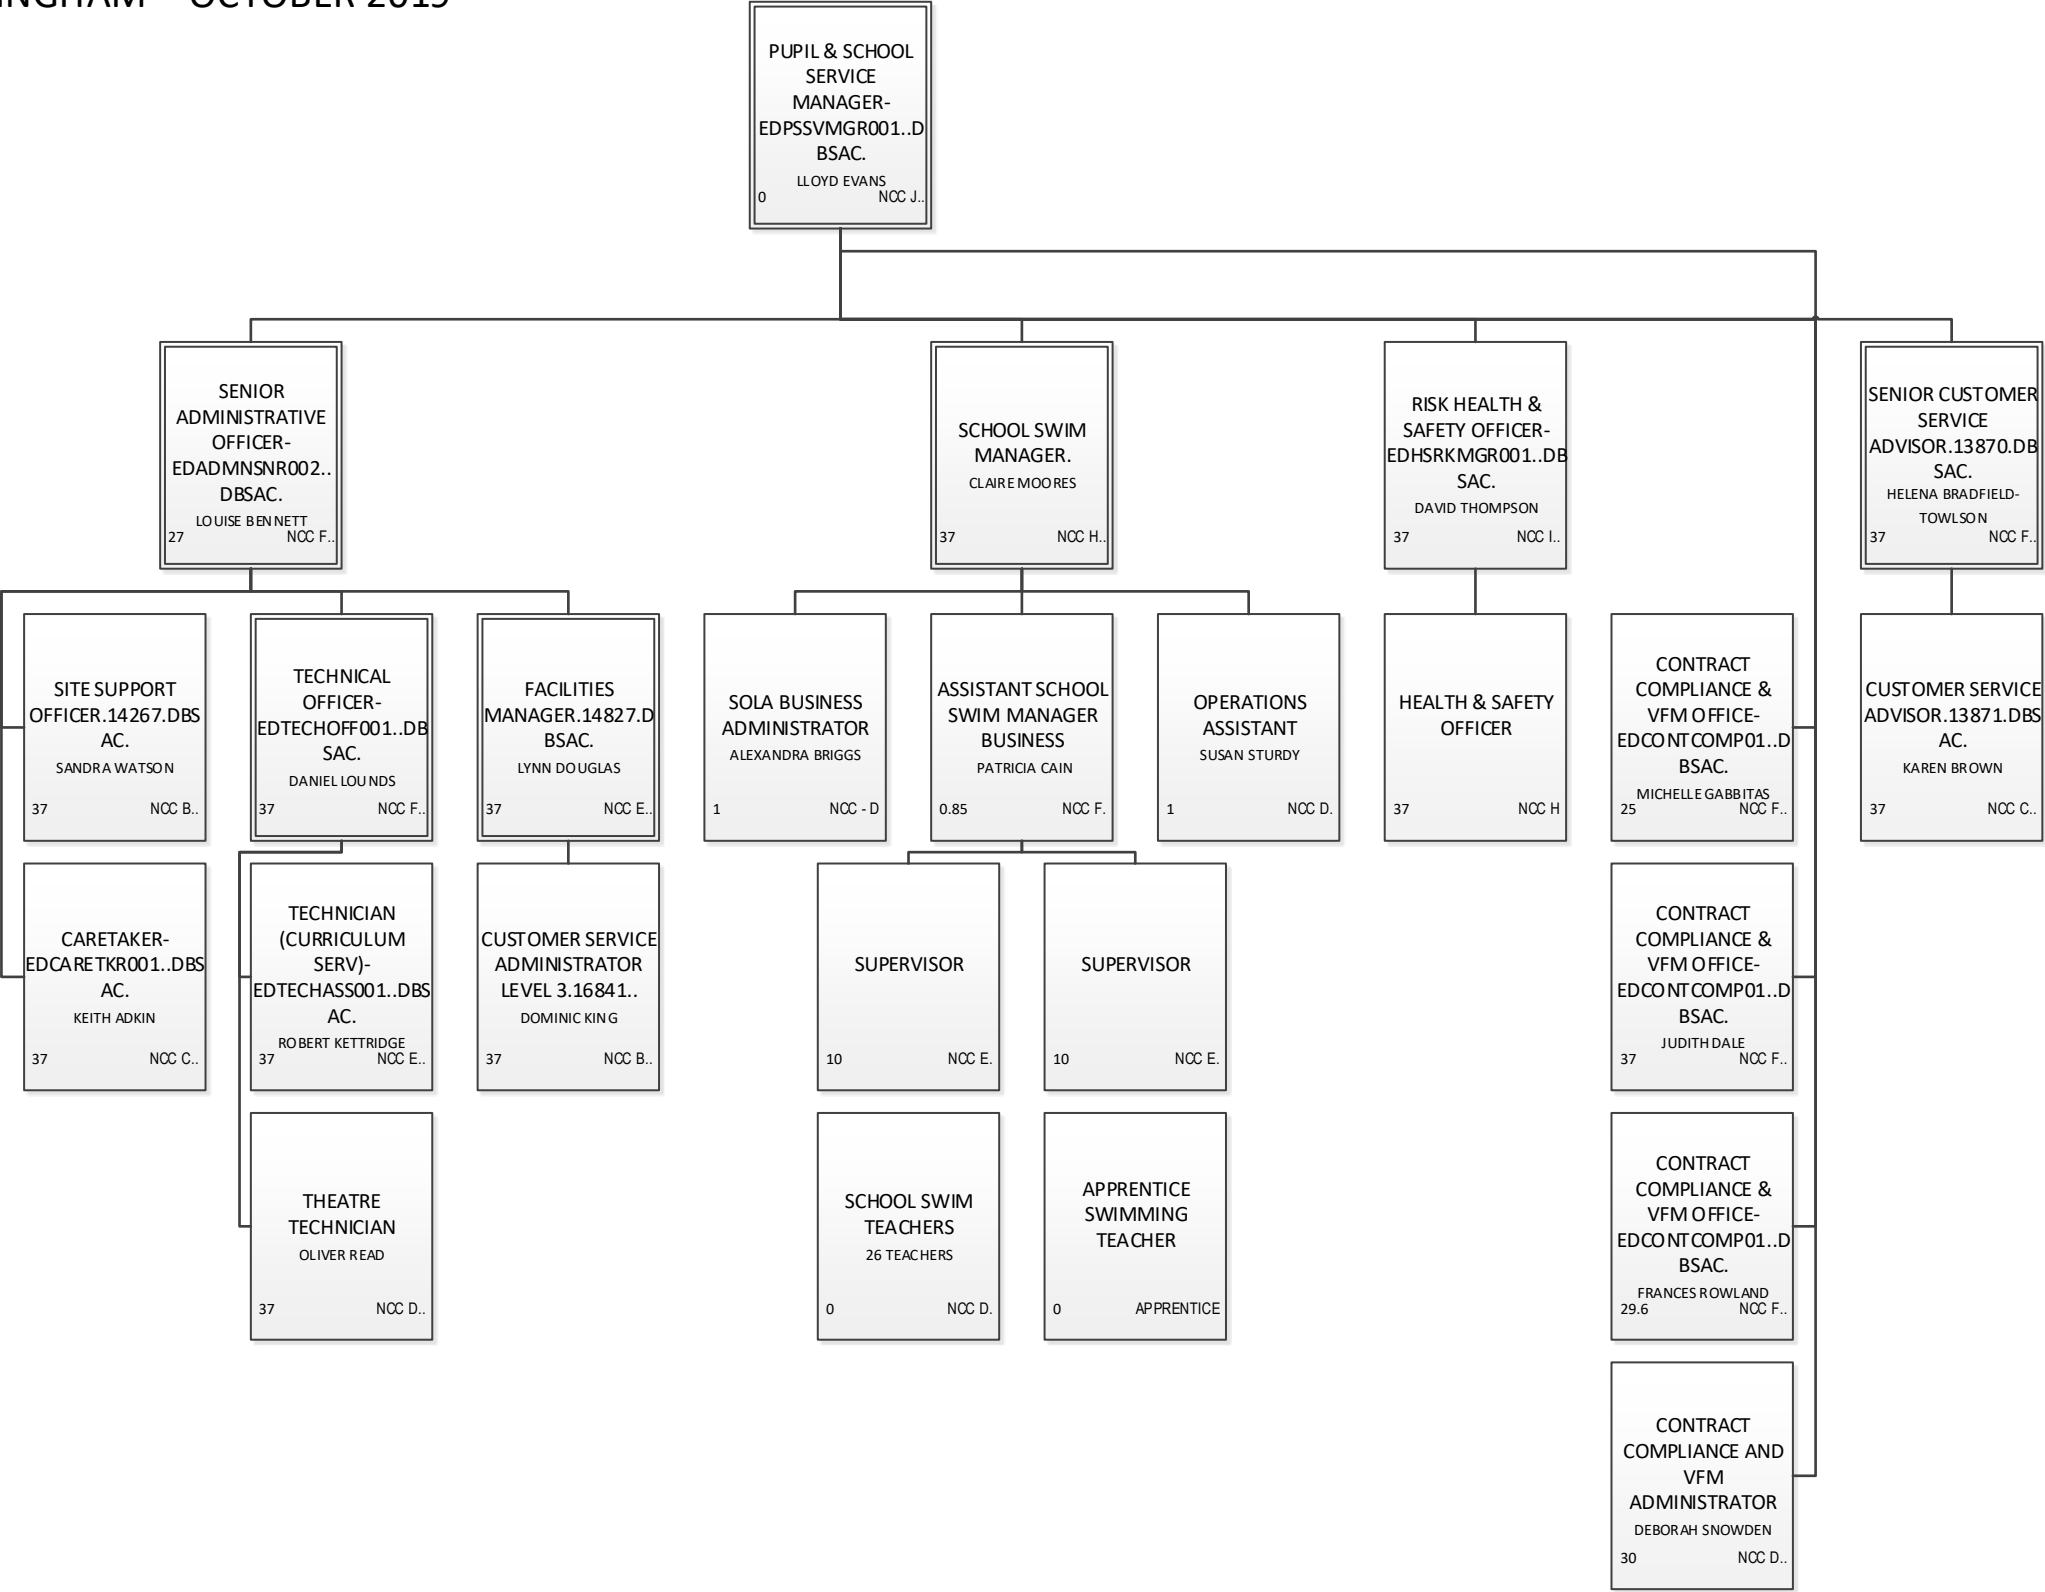 INGHAM – OCTOBER 2019
PUPIL & SCHOOL
SERVICE
MANAGER-
EDPSSVMGR001..D
BSAC.
LLOYD EVANS
0 NCC J..
SENIOR
ADMINISTRATIVE
OFFICER-
EDADMNSNR002..
DBSAC.
LOUISE BENNETT
27 NCC F..
SCHOOL SWIM
MANAGER.
CLAIRE MOORES
37 NCC H..
RISK HEALTH &
SAFETY OFFICER-
EDHSRKMGR001..DB
SAC.
DAVID THOMPSON
37 NCC I..
SENIOR CUSTOMER
SERVICE
ADVISOR.13870.DB
SAC.
HELENA BRADFIELD-
TOWLSON
37 NCC F..
SITE SUPPORT
OFFICER.14267.DBS
AC.
SANDRA WATSON
37 NCC B..
TECHNICAL
OFFICER-
EDTECHOFF001..DB
SAC.
DANIEL LOUNDS
37 NCC F..
FACILITIES
MANAGER.14827.D
BSAC.
LYNN DOUGLAS
37 NCC E..
SOLA BUSINESS
ADMINISTRATOR
ALEXANDRA BRIGGS
1 NCC - D
ASSISTANT SCHOOL
SWIM MANAGER
BUSINESS
PATRICIA CAIN
0.85 NCC F.
OPERATIONS
ASSISTANT
SUSAN STURDY
1 NCC D.
HEALTH & SAFETY
OFFICER
37 NCC H
CONTRACT
COMPLIANCE &
VFM OFFICE-
EDCONTCOMP01..D
BSAC.
MICHELLE GABBITAS
25 NCC F..
CUSTOMER SERVICE
ADVISOR.13871.DBS
AC.
KAREN BROWN
37 NCC C..
CARETAKER-
EDCARETKR001..DBS
AC.
KEITH ADKIN
37 NCC C..
TECHNICIAN
(CURRICULUM
SERV)-
EDTECHASS001..DBS
AC.
ROBERT KETTRIDGE
37 NCC E..
CUSTOMER SERVICE
ADMINISTRATOR
LEVEL 3.16841..
DOMINIC KING
37 NCC B..
SUPERVISOR
10 NCC E.
SUPERVISOR
10 NCC E.
CONTRACT
COMPLIANCE &
VFM OFFICE-
EDCONTCOMP01..D
BSAC.
JUDITH DALE
37 NCC F..
THEATRE
TECHNICIAN
OLIVER READ
37 NCC D..
SCHOOL SWIM
TEACHERS
26 TEACHERS
0 NCC D.
APPRENTICE
SWIMMING
TEACHER
0 APPRENTICE
CONTRACT
COMPLIANCE &
VFM OFFICE-
EDCONTCOMP01..D
BSAC.
FRANCES ROWLAND
29.6 NCC F..
CONTRACT
COMPLIANCE AND
VFM
ADMINISTRATOR
DEBORAH SNOWDEN
30 NCC D..